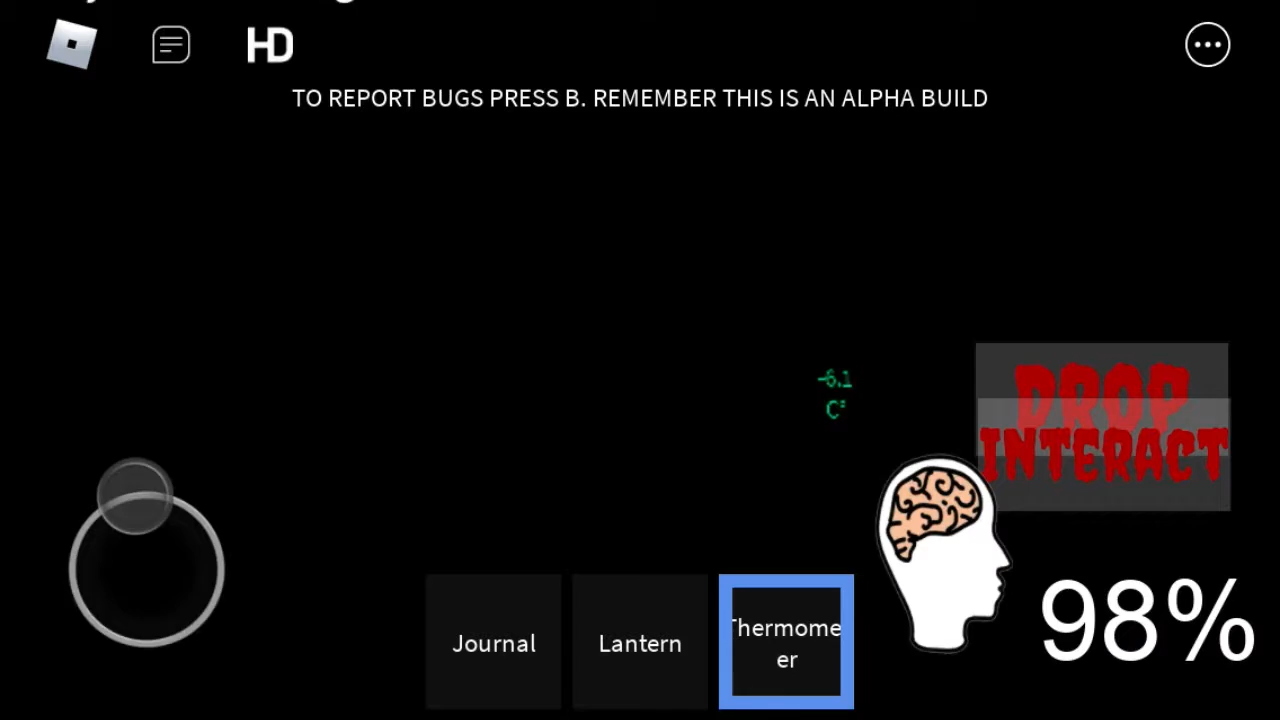 HD
TO REPORT BUGS PRESS B. REMEMBER THIS IS AN ALPHA BUILD
-6.1
C°
DROP
INTERACT
98%
Journal
Lantern
Thermome
er